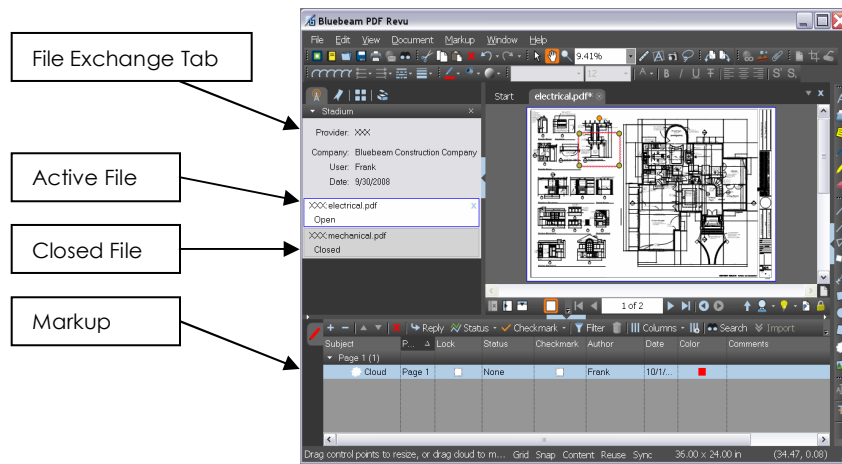 File Exchange Tab
Active File
Closed File
Markup
Bluebeam PDF Revu
File Edit View Document Markup Window Help
9.41%
12 A B I U T S S
Start electrical.pdf*
Stadium
Provider: XXX
Company: Bluebeam Construction Company
User: Frank
Date: 9/30/2008
XXX:electrical.pdf x
Open
XXX:mechanical.pdf
Closed
1 of 2
Reply Status Checkmark Filter Columns Search Import
Subject P... Lock Status Checkmark Author Date Color Comments
Page 1 (1)
Cloud Page 1 None Frank 10/1/...
Drag control points to resize, or drag cloud to m... Grid Snap Content Reuse Sync 36.00 x 24.00 in (34.47, 0.08)